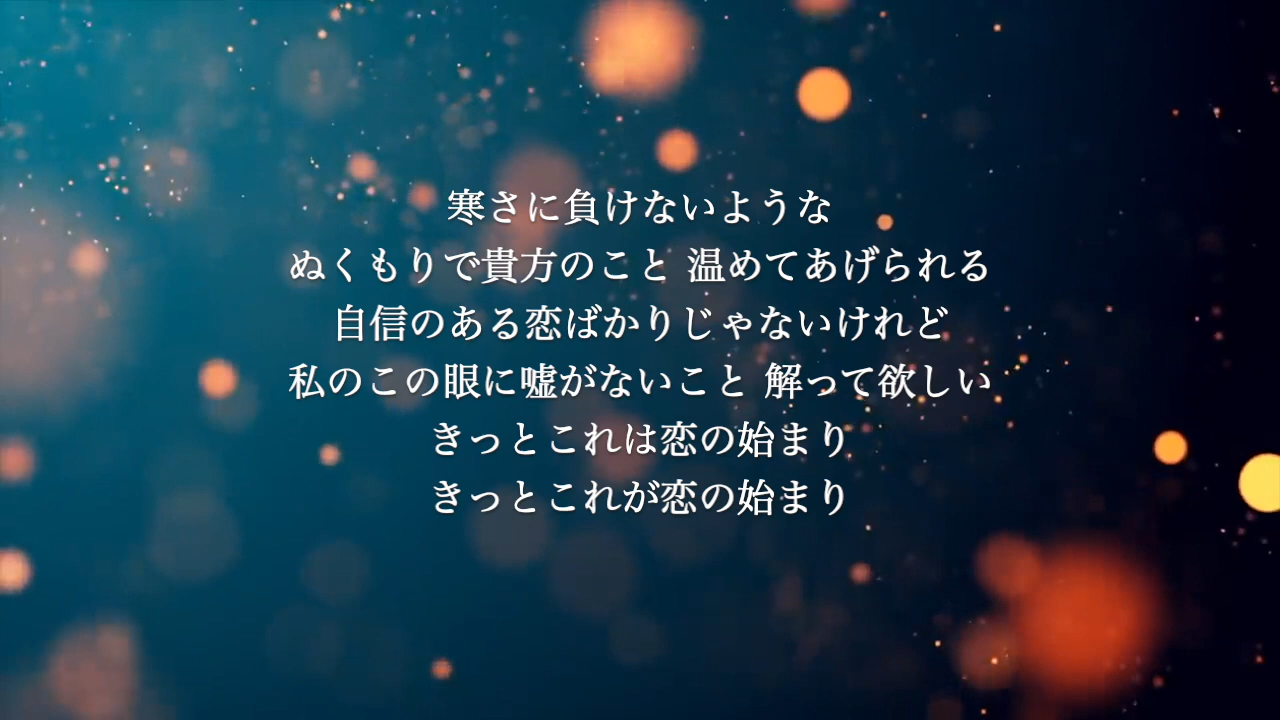 寒さに負けないような
ぬくもりで貴方のこと 温めてあげられる
自信のある恋ばかりじゃないけれど
私のこの眼に嘘がないこと 解って欲しい
きっとこれは恋の始まり
きっとこれが恋の始まり